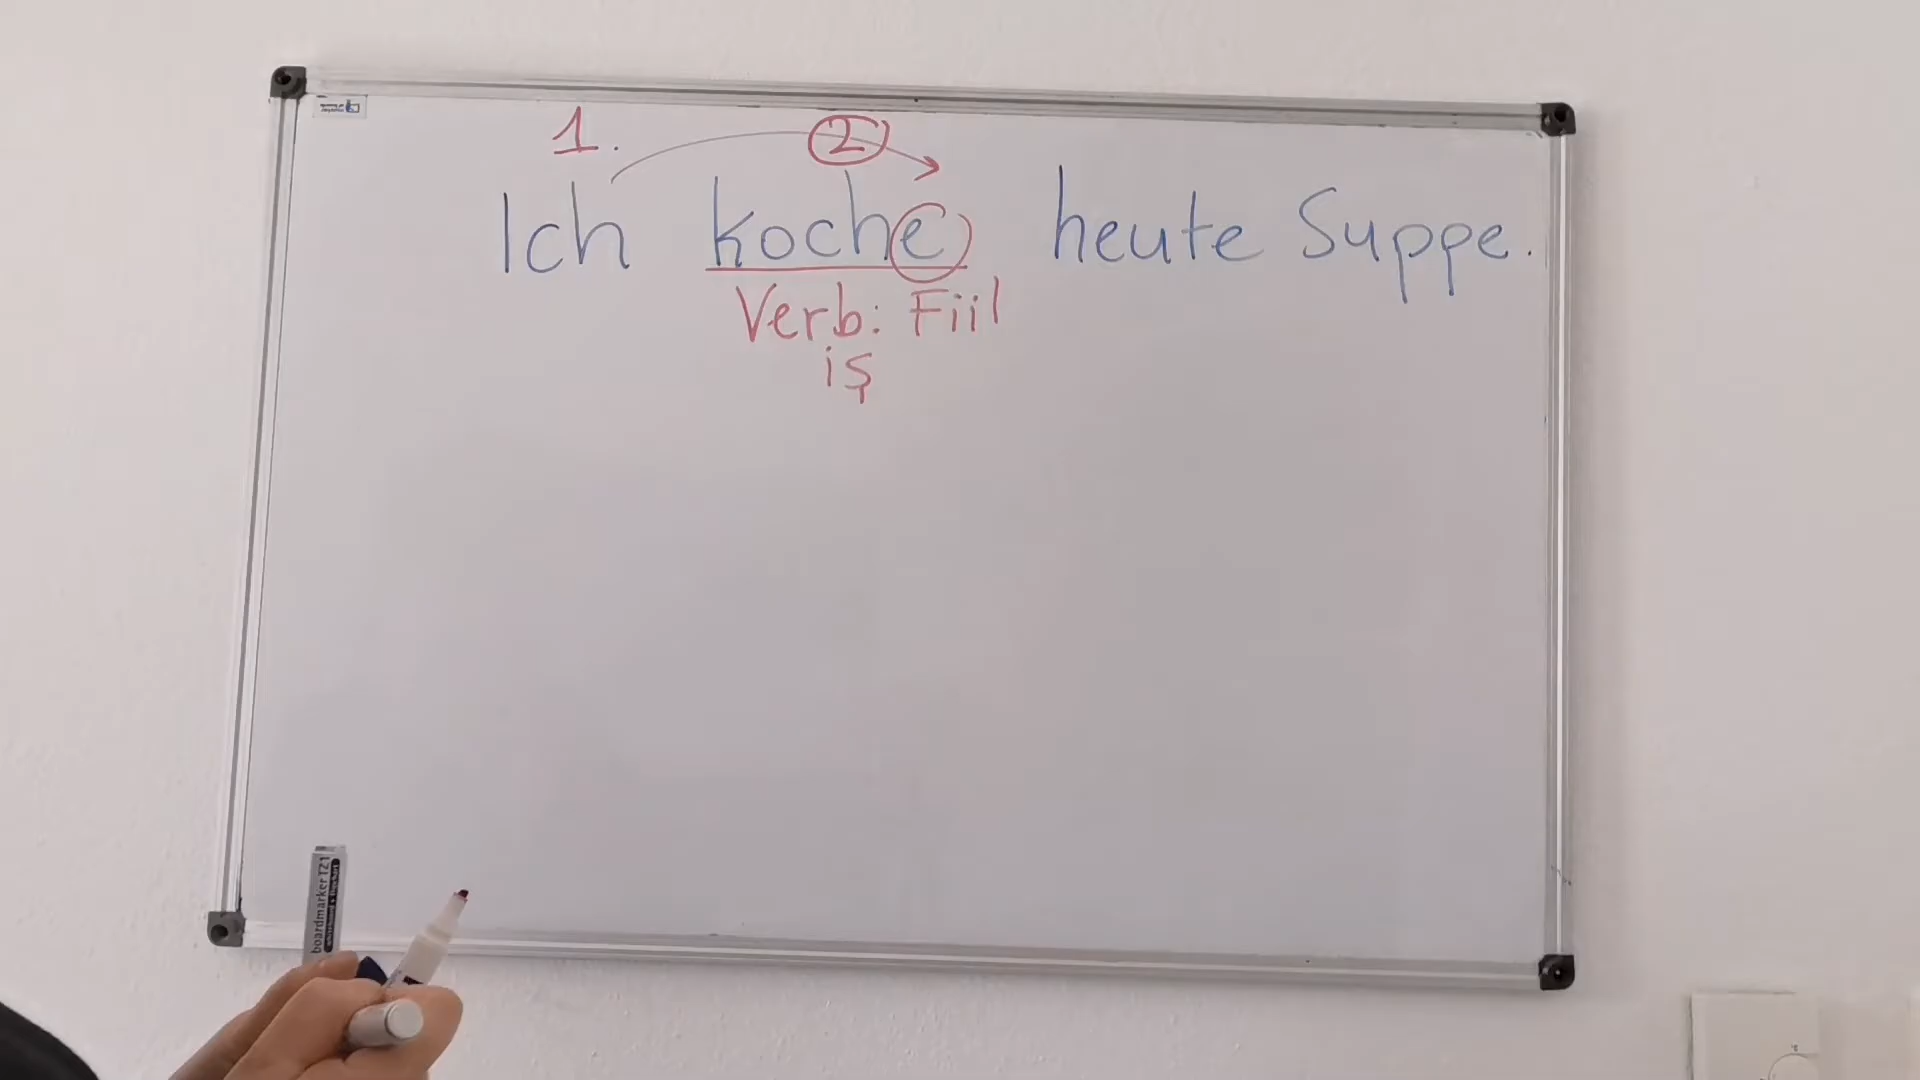 1. 2
Ich koche heute Suppe.
Verb: Fiil
iş
boardmarker TZ1